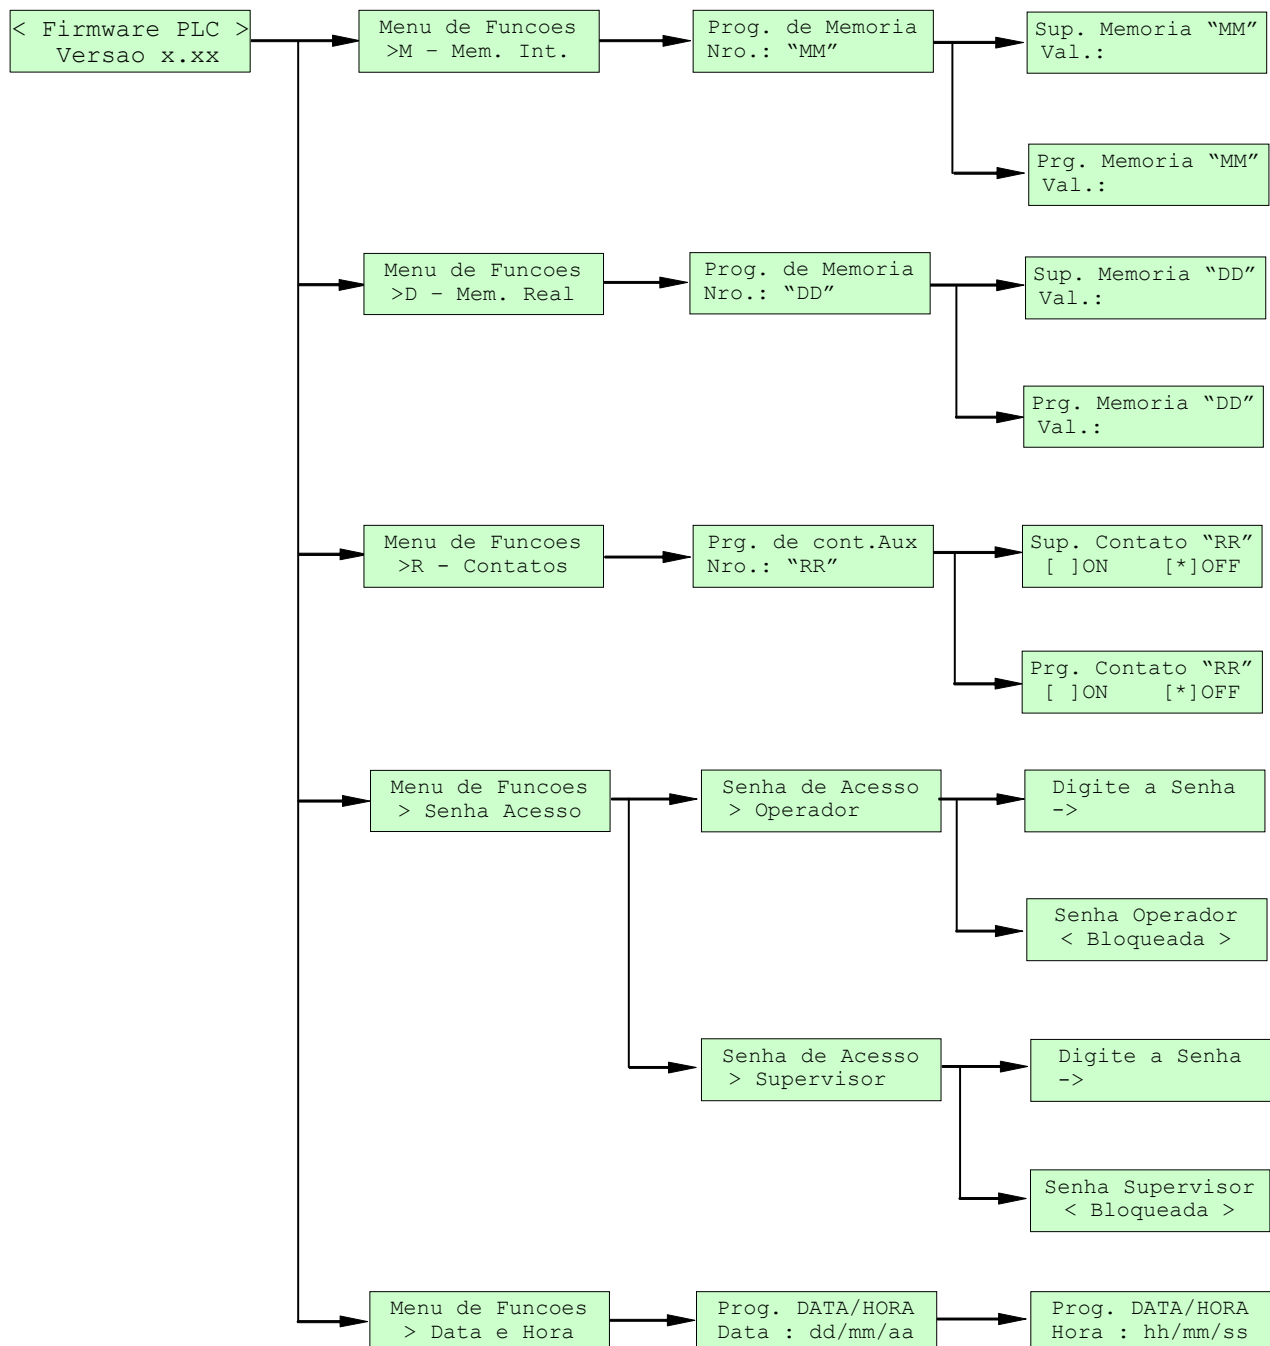 < Firmware PLC >
Versao x.xx
Menu de Funcoes
>M – Mem. Int.
Prog. de Memoria
Nro.: “MM”
Sup. Memoria “MM”
Val.:
Prg. Memoria “MM”
Val.:
Menu de Funcoes
>D – Mem. Real
Prog. de Memoria
Nro.: “DD”
Sup. Memoria “DD”
Val.:
Prg. Memoria “DD”
Val.:
Menu de Funcoes
>R - Contatos
Prg. de cont.Aux
Nro.: “RR”
Sup. Contato “RR”
[ ]ON [*]OFF
Prg. Contato “RR”
[ ]ON [*]OFF
Menu de Funcoes
> Senha Acesso
Senha de Acesso
> Operador
Digite a Senha
->
Senha Operador
< Bloqueada >
Senha de Acesso
> Supervisor
Digite a Senha
->
Senha Supervisor
< Bloqueada >
Menu de Funcoes
> Data e Hora
Prog. DATA/HORA
Data : dd/mm/aa
Prog. DATA/HORA
Hora : hh/mm/ss